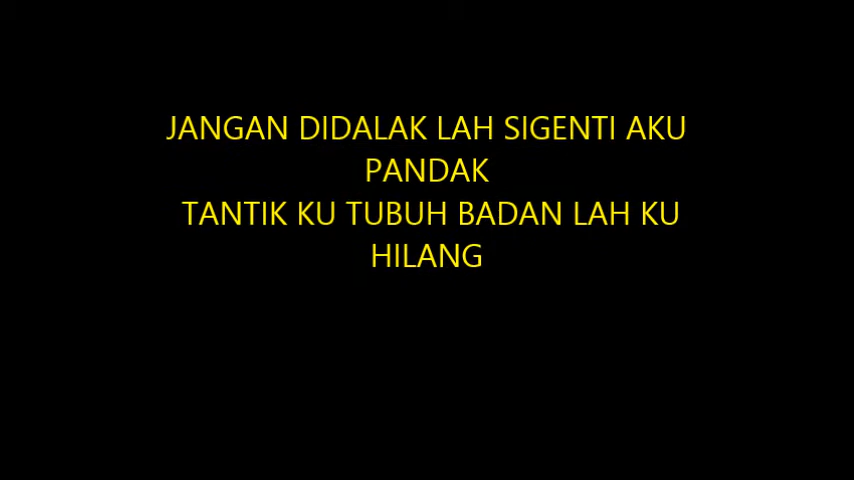 JANGAN DIDALAK LAH SIGENTI AKU
PANDAK
TANTIK KU TUBUH BADAN LAH KU
HILANG